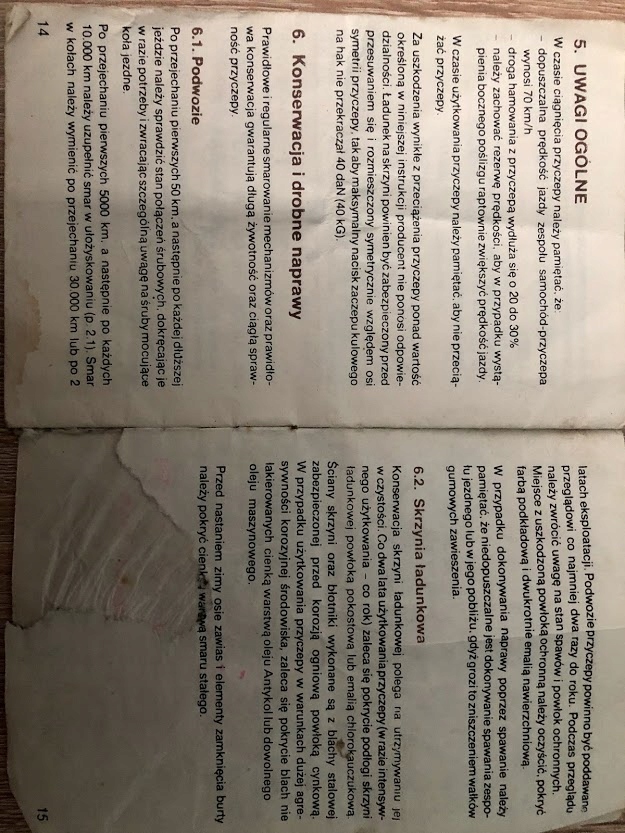 5. UWAGI OGÓLNE
W czasie ciągnięcia przyczepy należy pamiętać, że:
– dopuszczalna prędkość jazdy zespołu samochód-przyczepa
wynosi 70 km/h
– droga hamowania z przyczepą wydłuża się o 20 do 30%
– należy zachować rezerwę prędkości, aby w przypadku wystą-
pienia bocznego poślizgu raptownie zwiększyć prędkość jazdy.
W czasie użytkowania przyczepy należy pamiętać, aby nie przecią-
żać przyczepy.
Za uszkodzenia wynikłe z przeciążenia przyczepy ponad wartość
określoną w niniejszej instrukcji producent nie ponosi odpowie-
dzialności. Ładunek na skrzyni powinien być zabezpieczony przed
przesuwaniem się i rozmieszczony symetrycznie względem osi
symetrii przyczepy, tak aby maksymalny nacisk zaczepu kulowego
na hak nie przekraczał 40 daN (40 kG).
6. Konserwacja i drobne naprawy
Prawidłowe i regularne smarowanie mechanizmów oraz prawidło-
wa konserwacja gwarantują długą żywotność oraz ciągłą spraw-
ność przyczepy.
6.1. Podwozie
Po przejechaniu pierwszych 50 km, a następnie po każdej dłuższej
jeździe należy sprawdzić stan połączeń śrubowych, dokręcając je
w razie potrzeby i zwracając szczególną uwagę na śruby mocujące
koła jezdne.
Po przejechaniu pierwszych 5000 km, a następnie po każdych
10 000 km należy uzupełnić smar w ułożyskowaniu (p. 2.1). Smar
w kołach należy wymienić po przejechaniu 30 000 km lub po 2
14
latach eksploatacji. Podwozie przyczepy powinno być poddawane
przeglądowi co najmniej dwa razy do roku. Podczas przeglądu
należy zwrócić uwagę na stan spawów i powłok ochronnych.
Miejsce z uszkodzoną powłoką ochronną należy oczyścić, pokryć
farbą podkładową i dwukrotnie emalią nawierzchniową.
W przypadku dokonywania naprawy poprzez spawanie należy
pamiętać, że niedopuszczalne jest dokonywanie spawania zespo-
łu jezdnego lub w jego pobliżu, gdyż grozi to zniszczeniem wałków
gumowych zawieszenia.
6.2. Skrzynia ładunkowa
Konserwacja skrzyni ładunkowej polega na utrzymywaniu jej
w czystości. Co dwa lata użytkowania przyczepy (w razie intensyw-
nego użytkowania – co rok) zaleca się pokrycie podłogi skrzyni
ładunkowej powłoką pokostową lub emalią chlorokauczukową.
Ściany skrzyni oraz błotniki wykonane są z blachy stalowej
zabezpieczonej przed korozją ogniową powłoką cynkową.
W przypadku użytkowania przyczepy w warunkach dużej agre-
sywności korozyjnej środowiska, zaleca się pokrycie blach nie
lakierowanych cienką warstwą oleju Antykol lub dowolnego
oleju maszynowego.
Przed nastaniem zimy osie zawias i elementy zamknięcia burty
należy pokryć cienką warstwą smaru stałego.
15